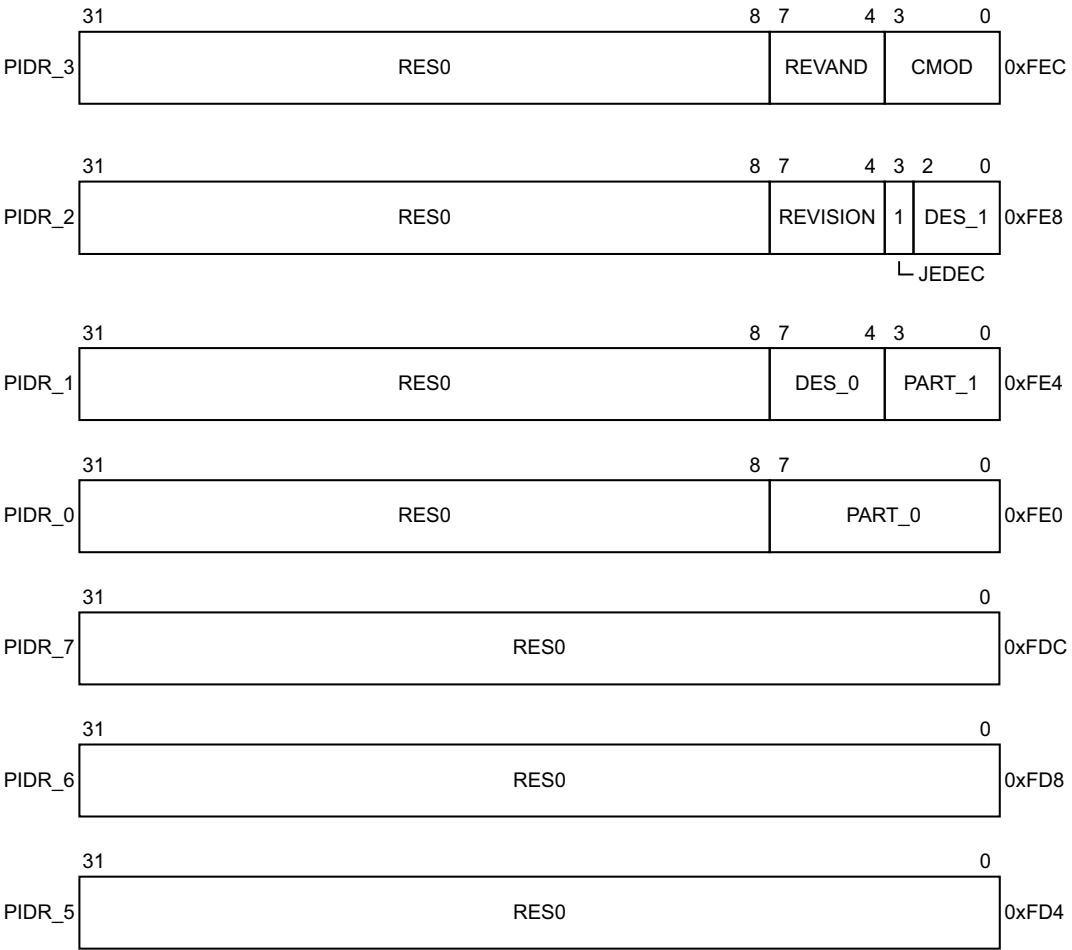 31 8 7 4 3 0
PIDR_3 RES0 REVAND CMOD 0xFEC
31 8 7 4 3 2 0
PIDR_2 RES0 REVISION 1 DES_1 0xFE8
JEDEC
31 8 7 4 3 0
PIDR_1 RES0 DES_0 PART_1 0xFE4
31 8 7 0
PIDR_0 RES0 PART_0 0xFE0
31 0
PIDR_7 RES0 0xFDC
31 0
PIDR_6 RES0 0xFD8
31 0
PIDR_5 RES0 0xFD4